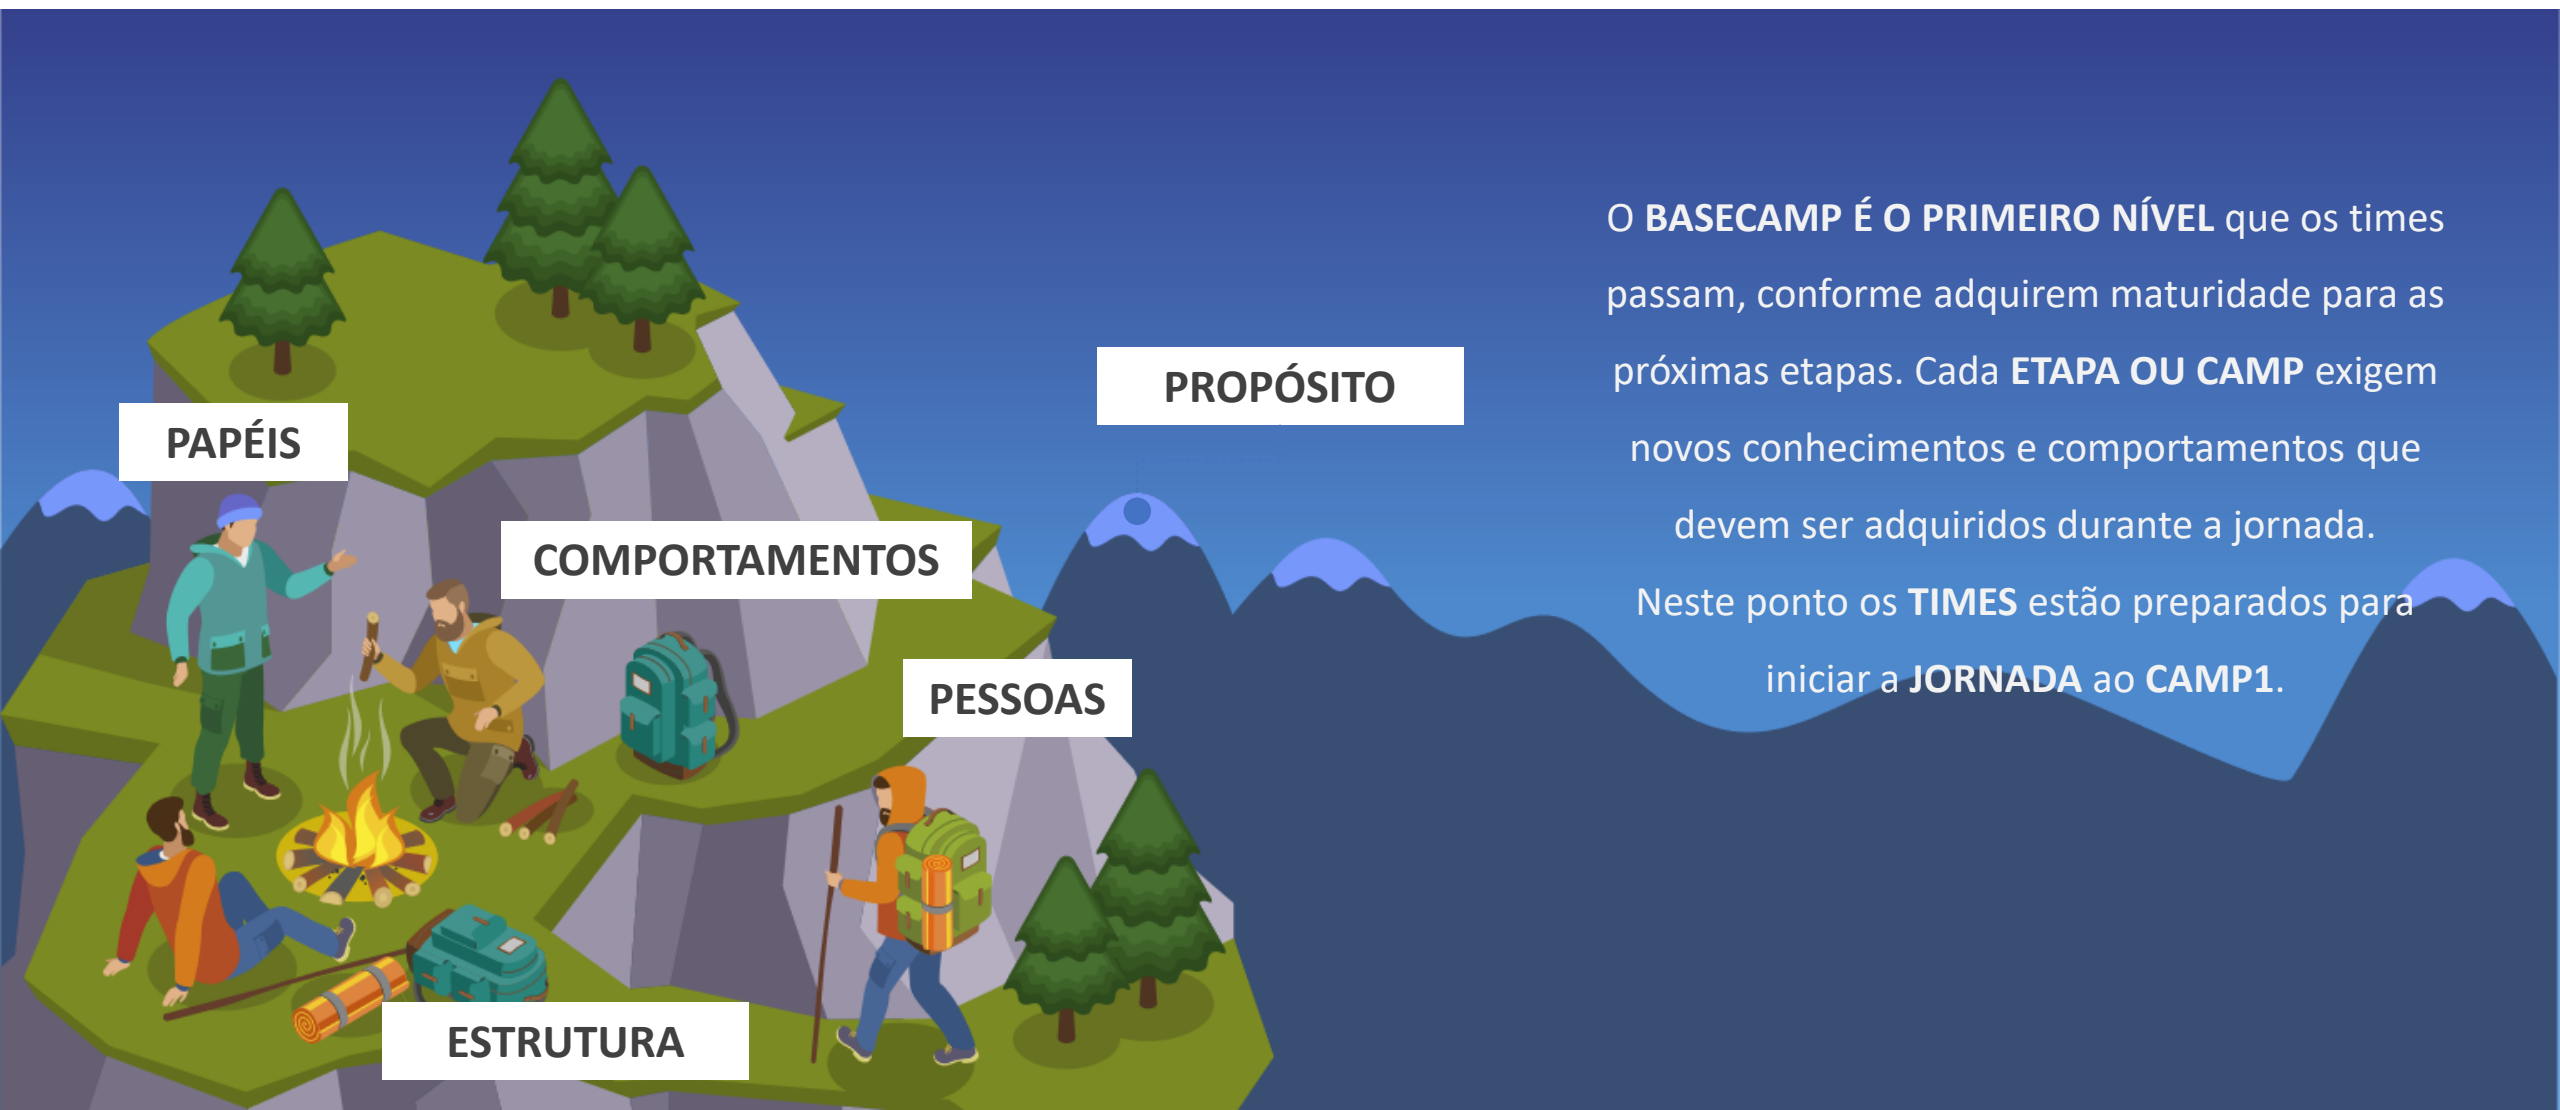 PAPÉIS
COMPORTAMENTOS
PESSOAS
ESTRUTURA
PROPÓSITO
O BASECAMP É O PRIMEIRO NÍVEL que os times
passam, conforme adquirem maturidade para as
próximas etapas. Cada ETAPA OU CAMP exigem
novos conhecimentos e comportamentos que
devem ser adquiridos durante a jornada.
Neste ponto os TIMES estão preparados para
iniciar a JORNADA ao CAMP1.